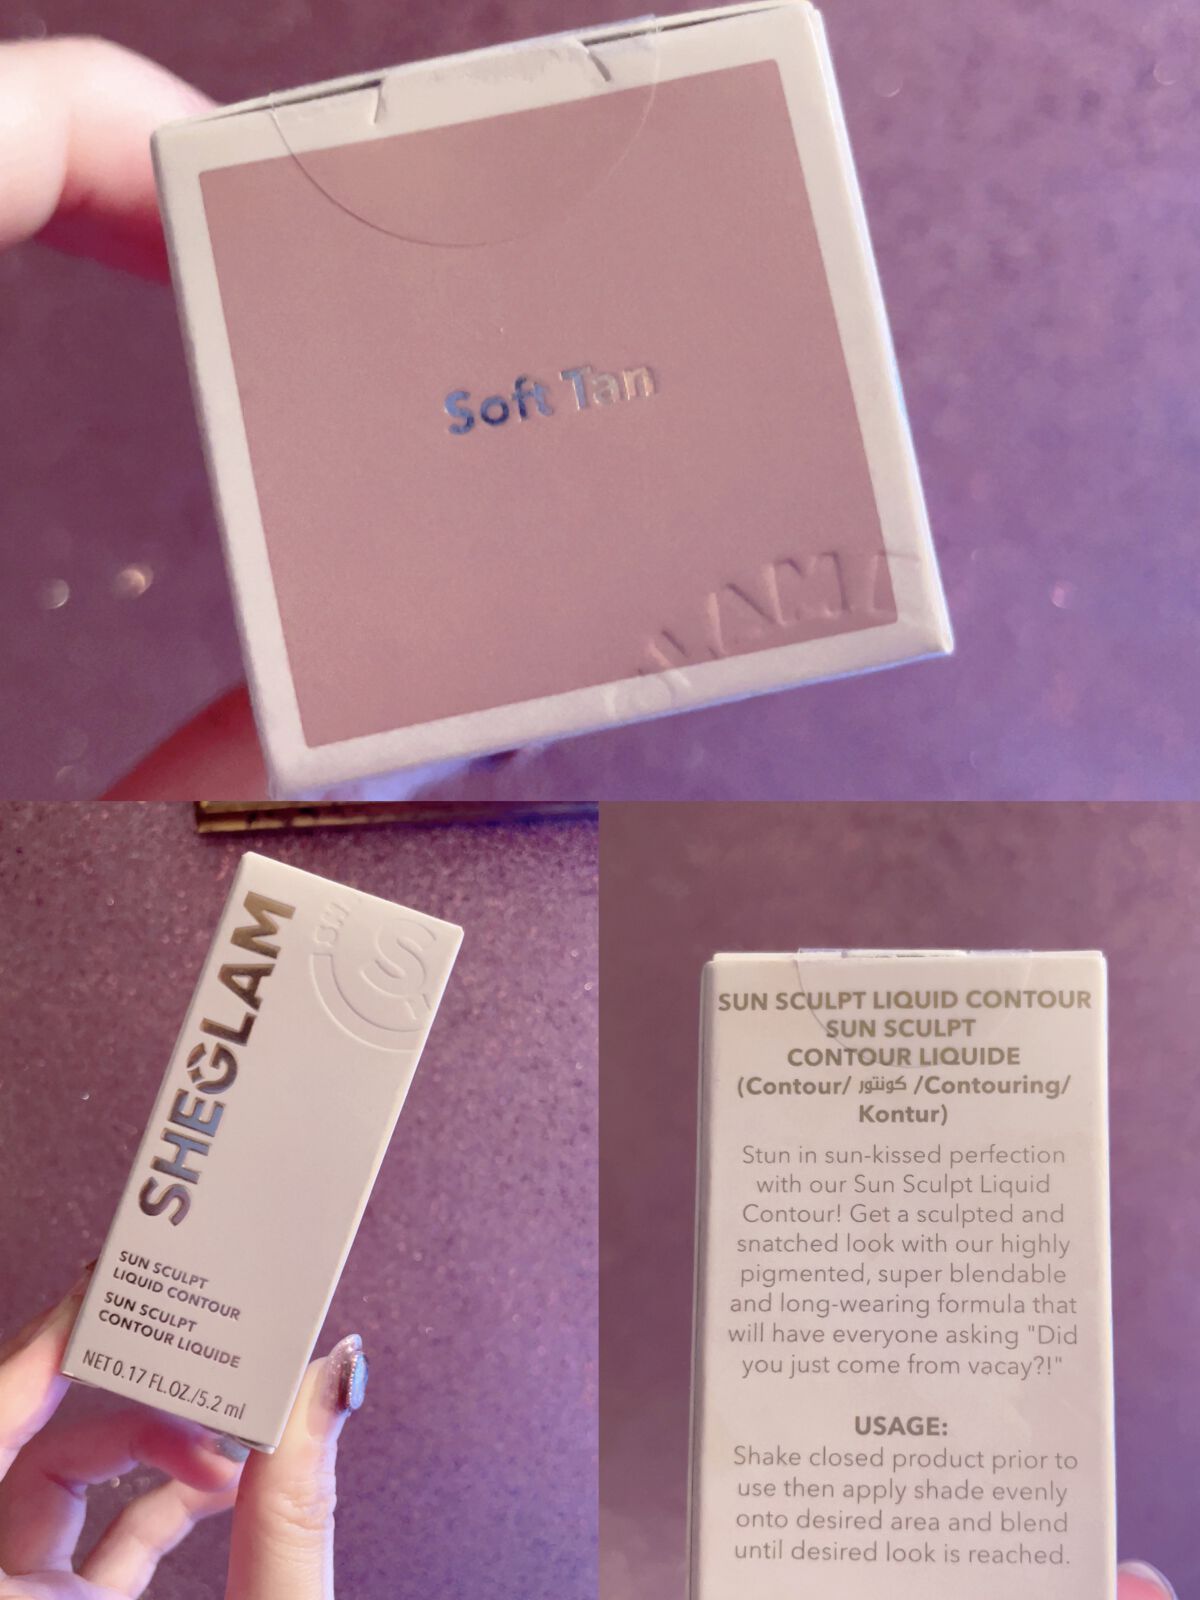 Soft Tan
SHEGLAM
SUN SCULPT
LIQUID CONTOUR
SUN SCULPT
CONTOUR LIQUIDE
NET 0.17 FL.OZ./5.2 ml
SUN SCULPT LIQUID CONTOUR
SUN SCULPT
CONTOUR LIQUIDE
(Contour/ كونتور /Contouring/
Kontur)
Stun in sun-kissed perfection
with our Sun Sculpt Liquid
Contour! Get a sculpted and
snatched look with our highly
pigmented, super blendable
and long-wearing formula that
will have everyone asking "Did
you just come from vacay?!"
USAGE:
Shake closed product prior to
use then apply shade evenly
onto desired area and blend
until desired look is reached.